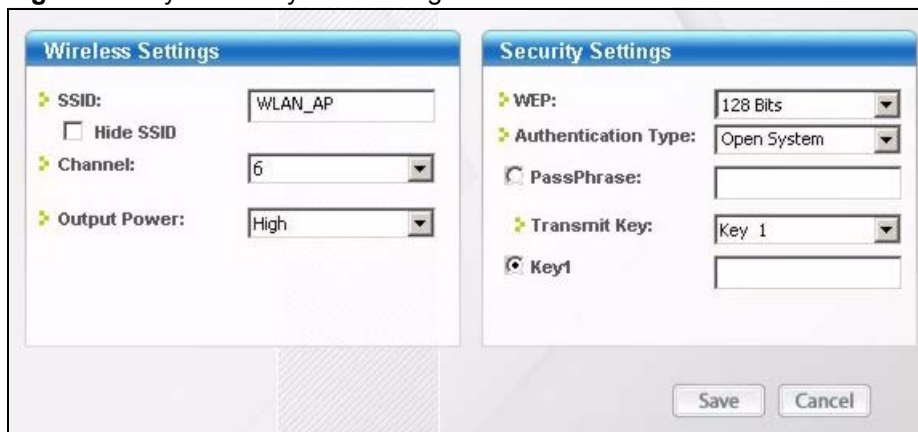 Wireless Settings
SSID:
WLAN_AP
Hide SSID
Channel:
6
Output Power:
High
Security Settings
WEP:
128 Bits
Authentication Type:
Open System
PassPhrase:
Transmit Key:
Key 1
Key1
Save
Cancel